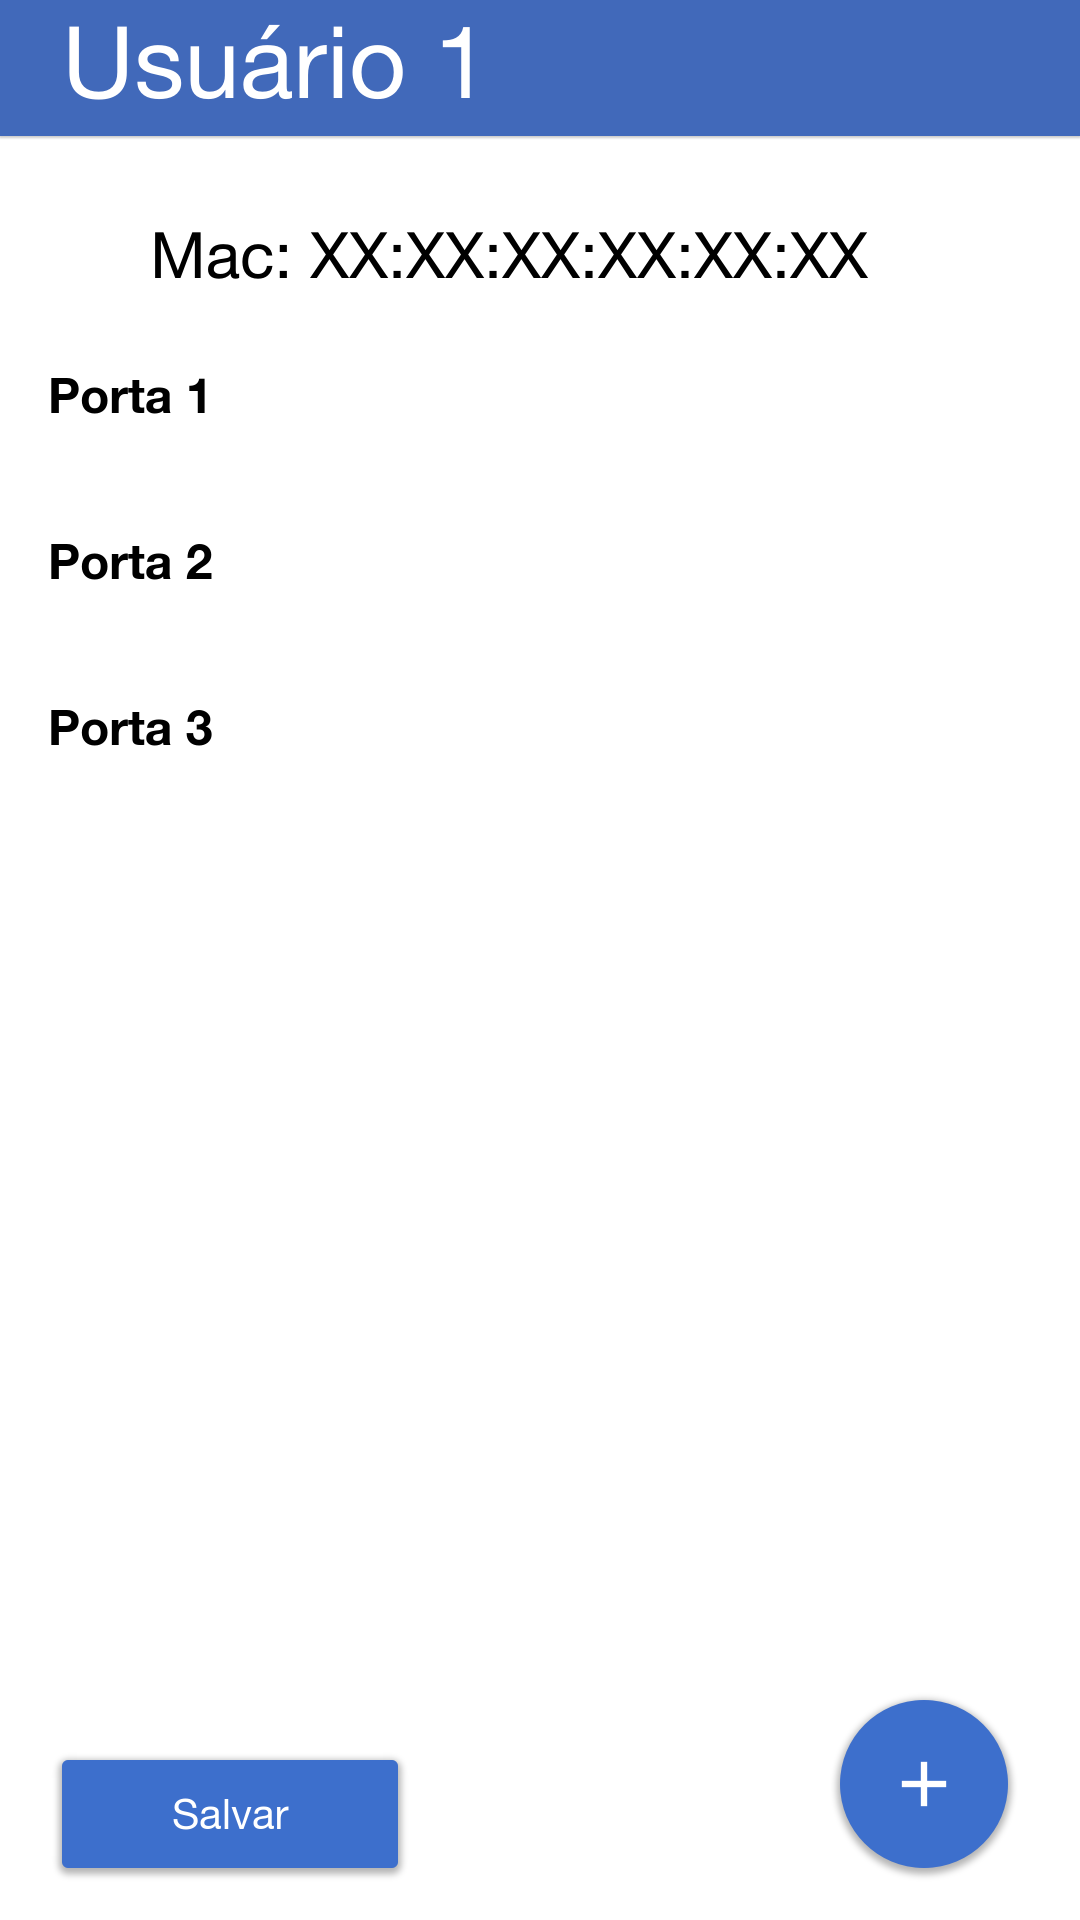 Usuário 1
Mac: XX:XX:XX:XX:XX:XX
Porta 1
Porta 2
Porta 3
Salvar
+